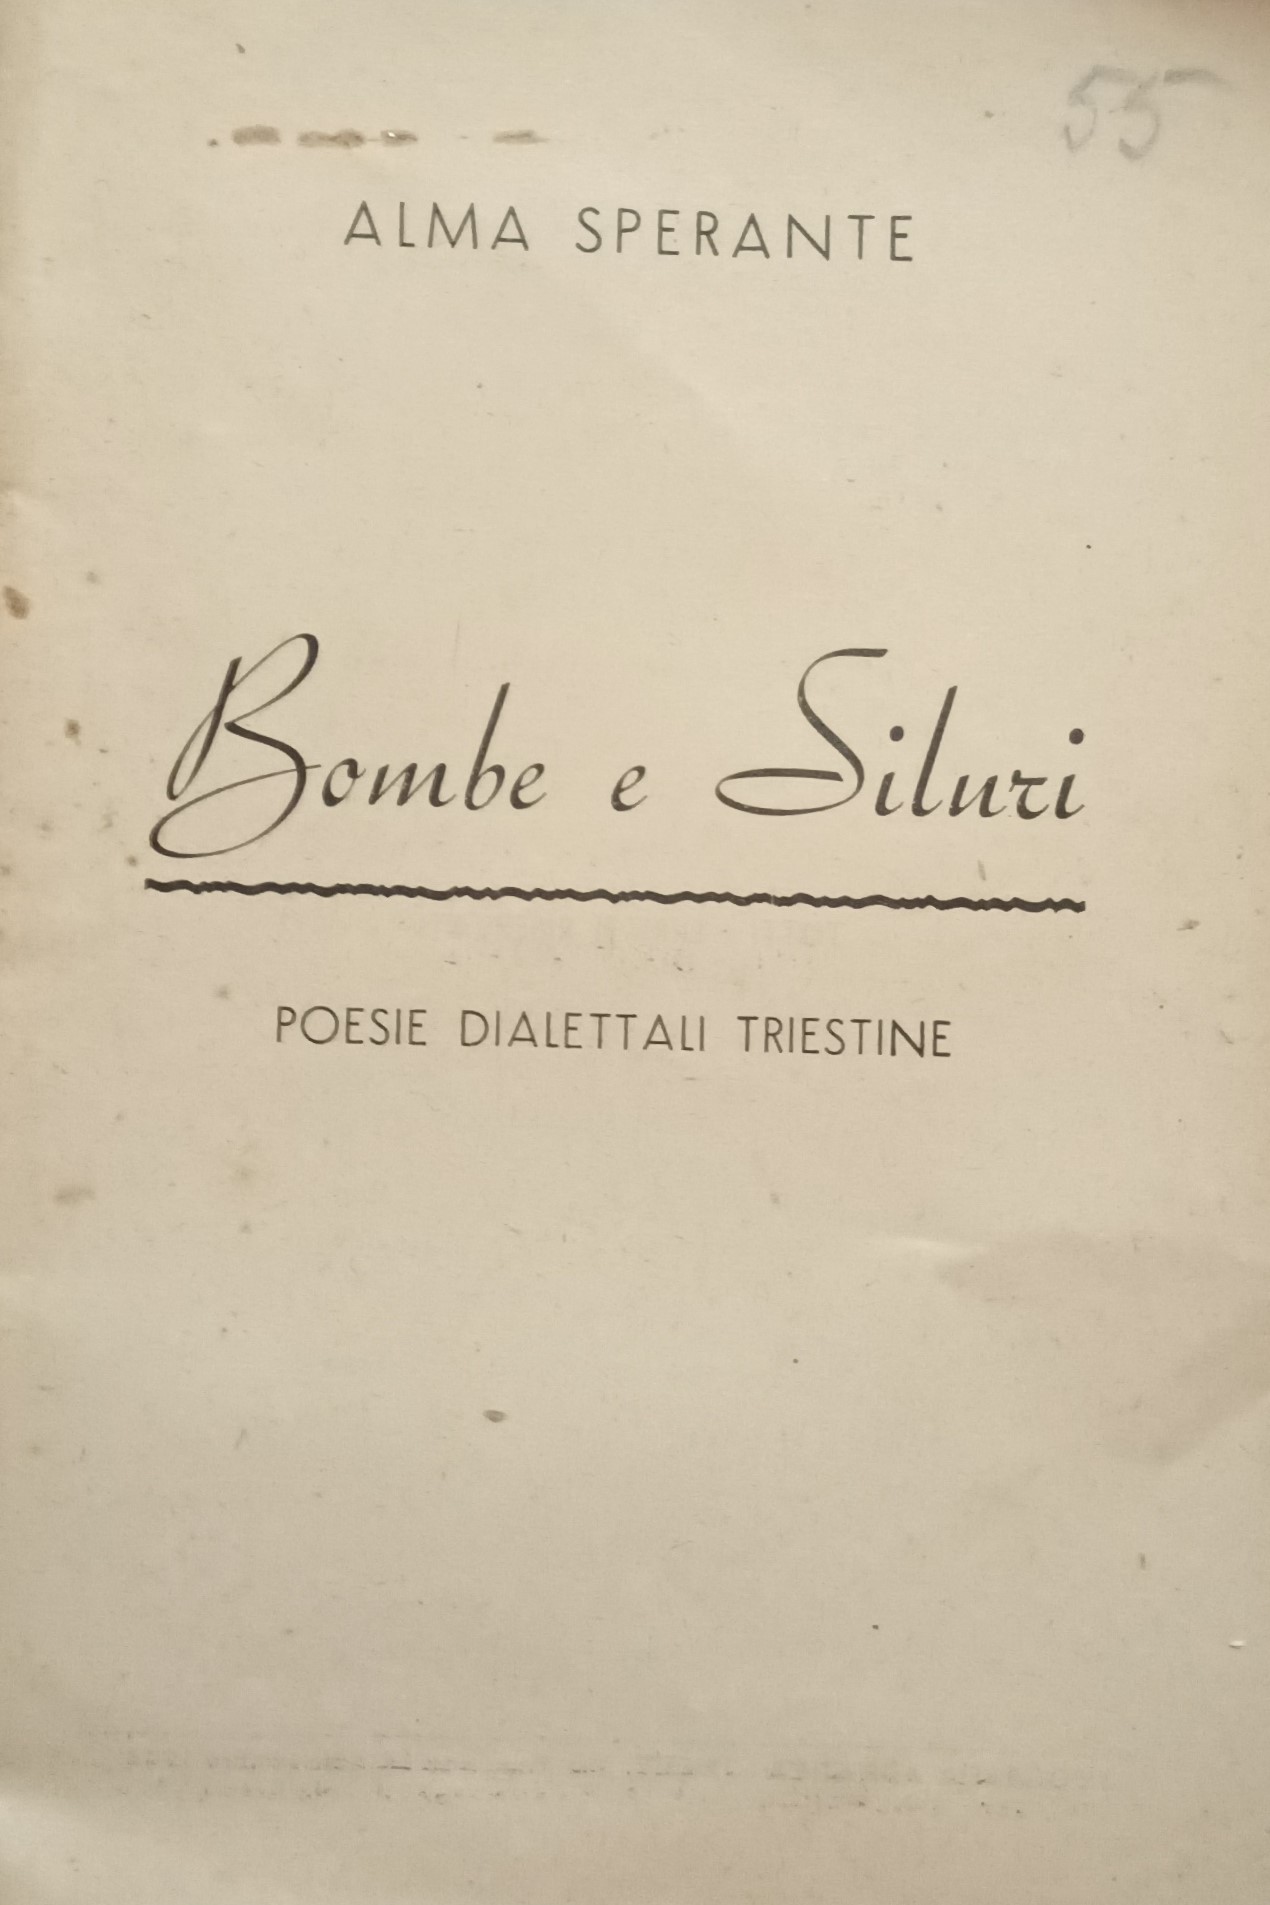 55
ALMA SPERANTE
Bombe e Siluri
POESIE DIALETTALI TRIESTINE